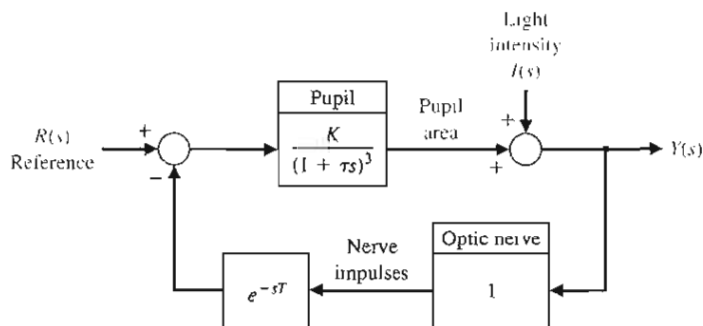 Light
intensity
I(s)
Pupil
K
(1 + τs)³
Pupil
area
R(s)
Reference
+
−
+
+
Y(s)
Nerve
impulses
Optic nerve
e^{-sT}
1